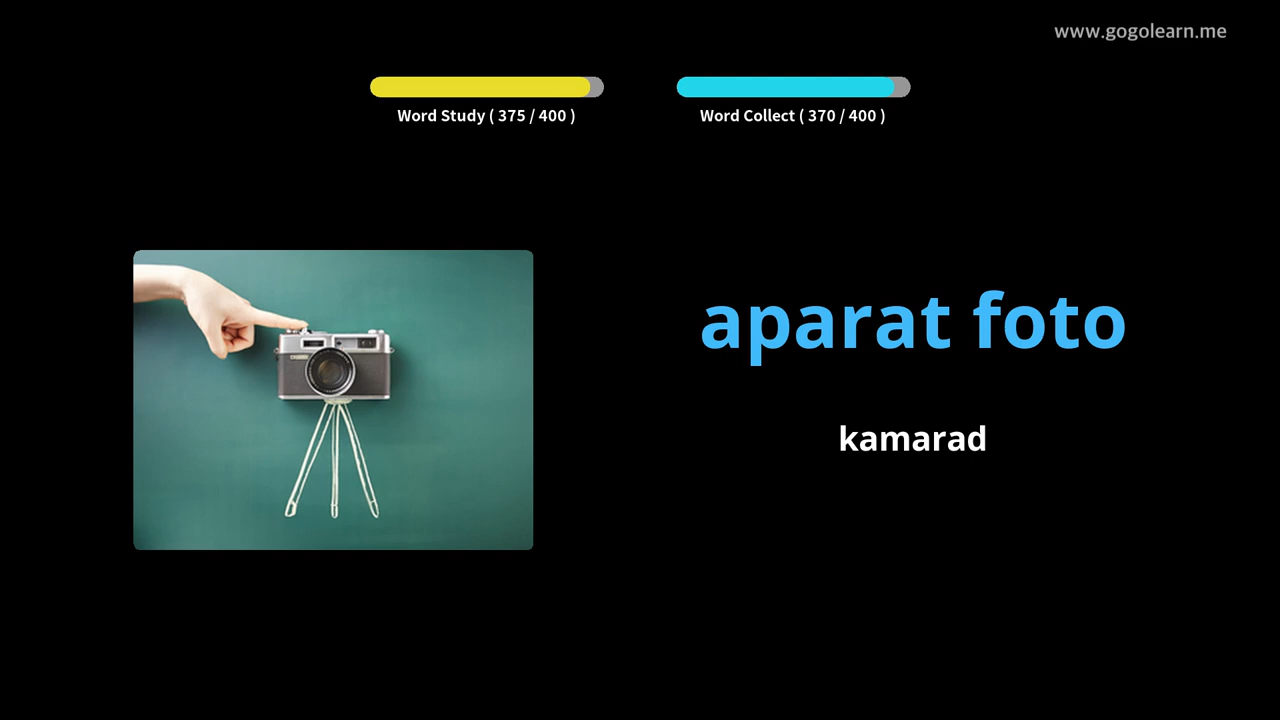 www.gogolearn.me
Word Study ( 375 / 400 )
Word Collect ( 370 / 400 )
aparat foto
kamarad